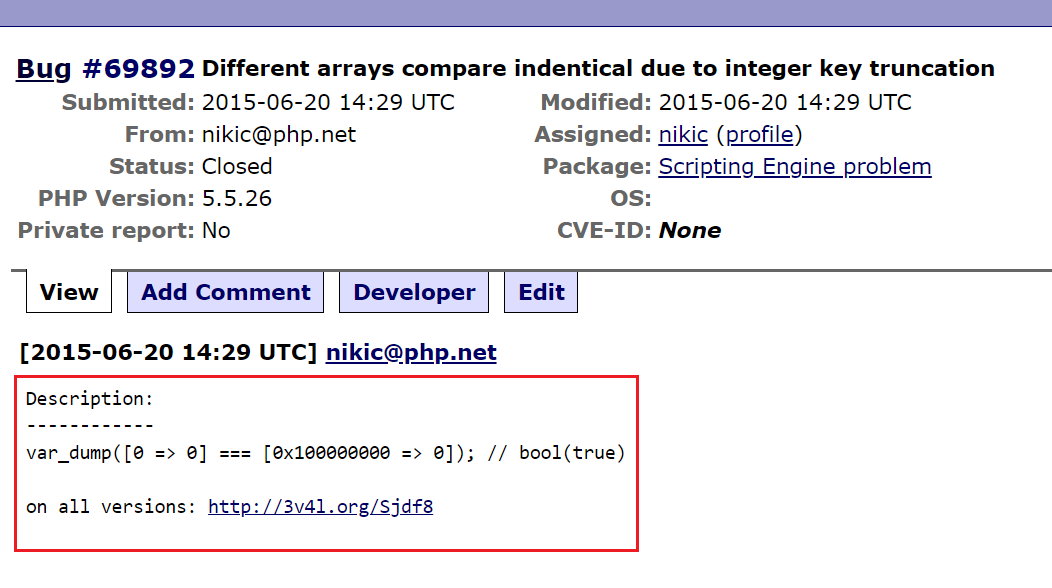 Bug #69892 Different arrays compare indentical due to integer key truncation
Submitted: 2015-06-20 14:29 UTC Modified: 2015-06-20 14:29 UTC
From: nikic@php.net Assigned: nikic (profile)
Status: Closed Package: Scripting Engine problem
PHP Version: 5.5.26 OS:
Private report: No CVE-ID: None
View Add Comment Developer Edit
[2015-06-20 14:29 UTC] nikic@php.net
Description:
------------
var_dump([0 => 0] === [0x100000000 => 0]); // bool(true)
on all versions: http://3v4l.org/Sjdf8